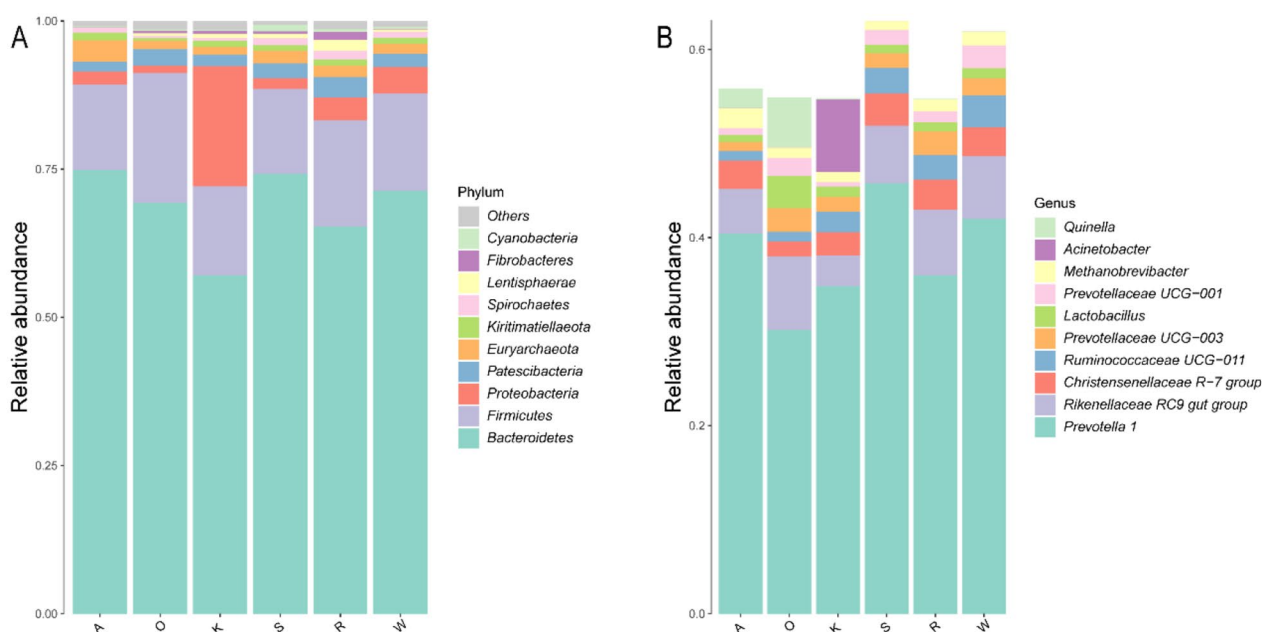 A
Relative abundance
1.00
0.75
0.50
0.25
0.00
A
O
K
S
R
W
Phylum
Others
Cyanobacteria
Fibrobacteres
Lentisphaerae
Spirochaetes
Kiritimatiellaeota
Euryarchaeota
Patescibacteria
Proteobacteria
Firmicutes
Bacteroidetes
B
Relative abundance
0.6
0.4
0.2
0.0
A
O
K
S
R
W
Genus
Quinella
Acinetobacter
Methanobrevibacter
Prevotellaceae UCG−001
Lactobacillus
Prevotellaceae UCG−003
Ruminococcaceae UCG−011
Christensenellaceae R−7 group
Rikenellaceae RC9 gut group
Prevotella 1